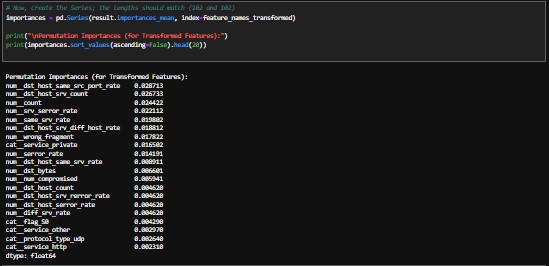 # Now, create the Series; the lengths should match (102 and 102)
importances = pd.Series(result.importances_mean, index=feature_names_transformed)
print("\nPermutation Importances (for Transformed Features):")
print(importances.sort_values(ascending=False).head(20))
Permutation Importances (for Transformed Features):
num__dst_host_same_src_port_rate 0.028713
num__dst_host_srv_count 0.026733
num__count 0.024422
num__srv_serror_rate 0.022112
num__same_srv_rate 0.019802
num__dst_host_srv_diff_host_rate 0.018812
num__wrong_fragment 0.017822
cat__service_private 0.016502
num__serror_rate 0.014191
num__dst_host_same_srv_rate 0.008911
num__dst_bytes 0.006601
num__num_compromised 0.005941
num__dst_host_count 0.004620
num__dst_host_srv_rerror_rate 0.004620
num__dst_host_serror_rate 0.004620
num__diff_srv_rate 0.004620
cat__flag_S0 0.004290
cat__service_other 0.002970
cat__protocol_type_udp 0.002640
cat__service_http 0.002310
dtype: float64